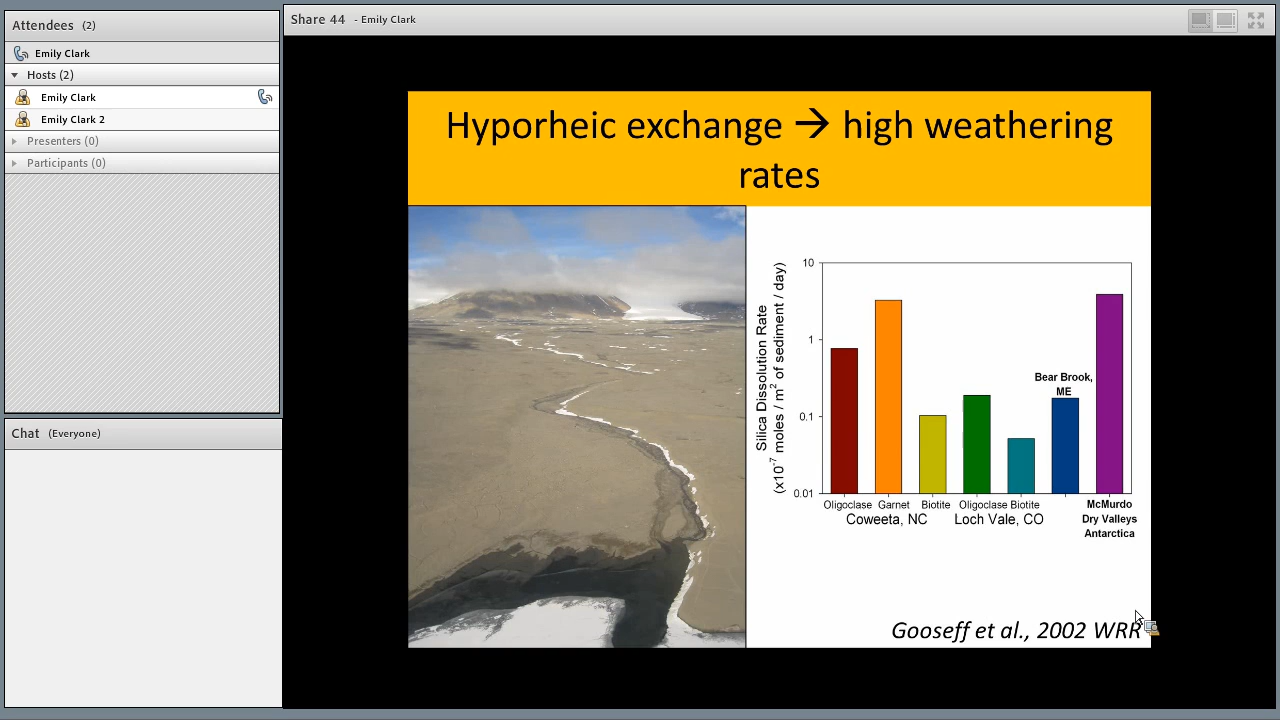 Attendees (2)
Emily Clark
Hosts (2)
Emily Clark
Emily Clark 2
Presenters (0)
Participants (0)
Chat (Everyone)
Share 44 - Emily Clark
Hyporheic exchange → high weathering
rates
Silica Dissolution Rate
(x10⁻⁷ moles / m² of sediment / day)
10
1
0.1
0.01
Bear Brook,
ME
Oligoclase Garnet Biotite Oligoclase Biotite
Coweeta, NC Loch Vale, CO
McMurdo
Dry Valleys
Antarctica
Gooseff et al., 2002 WRR